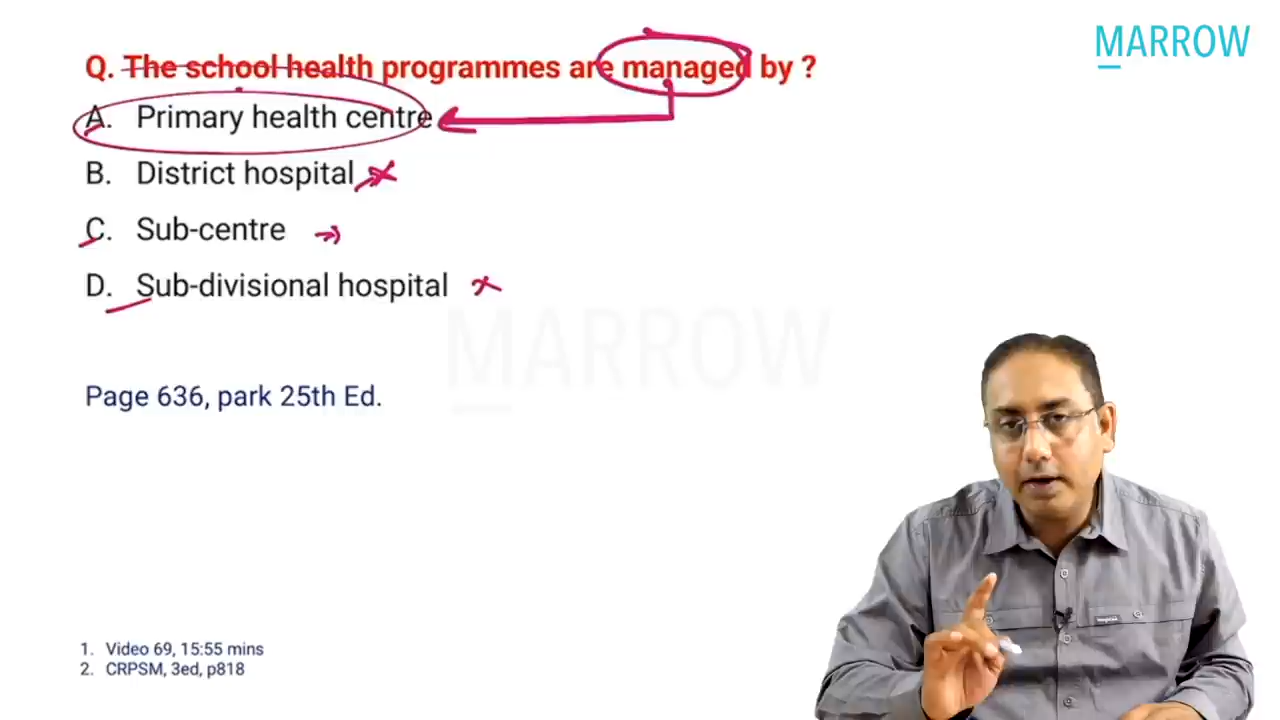 MARROW
Q. The school health programmes are managed by ?
A. Primary health centre
B. District hospital
C. Sub-centre
D. Sub-divisional hospital
MARROW
Page 636, park 25th Ed.
1. Video 69, 15:55 mins
2. CRPSM, 3ed, p818